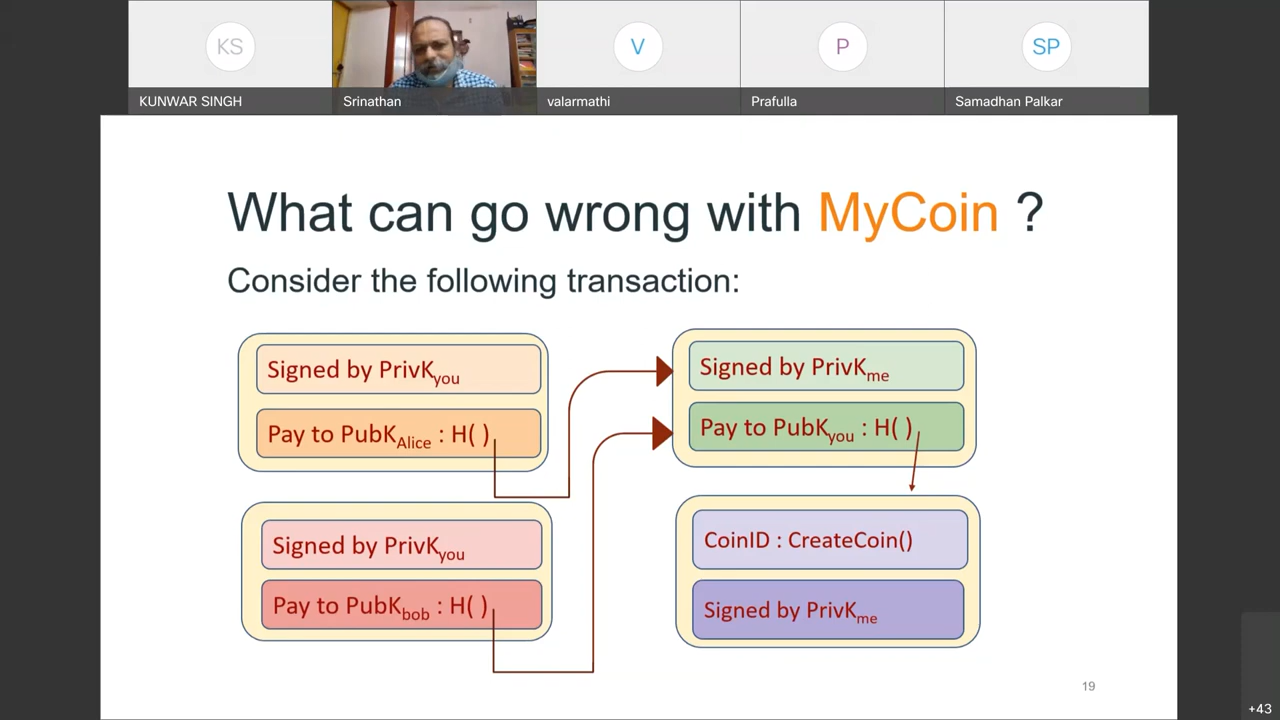 KS
V
P
SP
KUNWAR SINGH
Srinathan
valarmathi
Prafulla
Samadhan Palkar
What can go wrong with MyCoin ?
Consider the following transaction:
Signed by PrivKyou
Pay to PubKAlice : H( )
Signed by PrivKme
Pay to PubKyou : H( )
Signed by PrivKyou
Pay to PubKbob : H( )
CoinID : CreateCoin()
Signed by PrivKme
19
+43